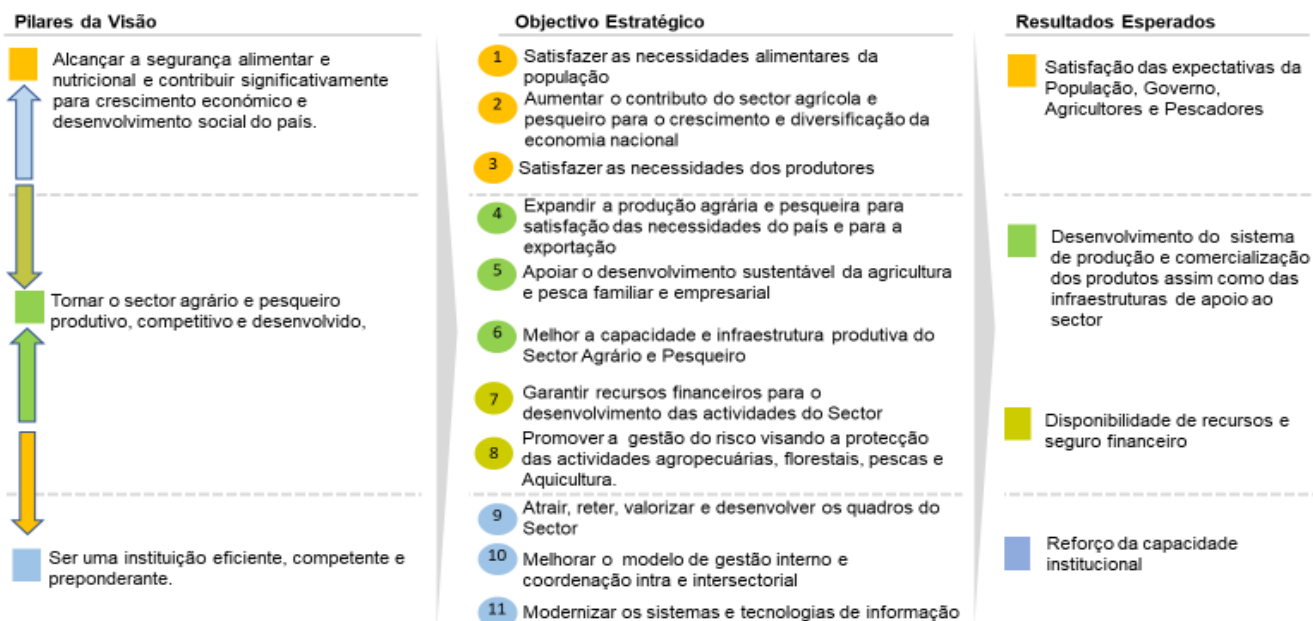 Pilares da Visão
Alcançar a segurança alimentar e
nutricional e contribuir significativamente
para crescimento económico e
desenvolvimento social do país.
Tornar o sector agrário e pesqueiro
produtivo, competitivo e desenvolvido,
Ser uma instituição eficiente, competente e
preponderante.
Objectivo Estratégico
1 Satisfazer as necessidades alimentares da
população
2 Aumentar o contributo do sector agrícola e
pesqueiro para o crescimento e diversificação da
economia nacional
3 Satisfazer as necessidades dos produtores
4 Expandir a produção agrária e pesqueira para
satisfação das necessidades do país e para a
exportação
5 Apoiar o desenvolvimento sustentável da agricultura
e pesca familiar e empresarial
6 Melhor a capacidade e infraestrutura produtiva do
Sector Agrário e Pesqueiro
7 Garantir recursos financeiros para o
desenvolvimento das actividades do Sector
8 Promover a gestão do risco visando a protecção
das actividades agropecuárias, florestais, pescas e
Aquicultura.
9 Atrair, reter, valorizar e desenvolver os quadros do
Sector
10 Melhorar o modelo de gestão interno e
coordenação intra e intersectorial
11 Modernizar os sistemas e tecnologias de informação
Resultados Esperados
Satisfação das expectativas da
População, Governo,
Agricultores e Pescadores
Desenvolvimento do sistema
de produção e comercialização
dos produtos assim como das
infraestruturas de apoio ao
sector
Disponibilidade de recursos e
seguro financeiro
Reforço da capacidade
institucional